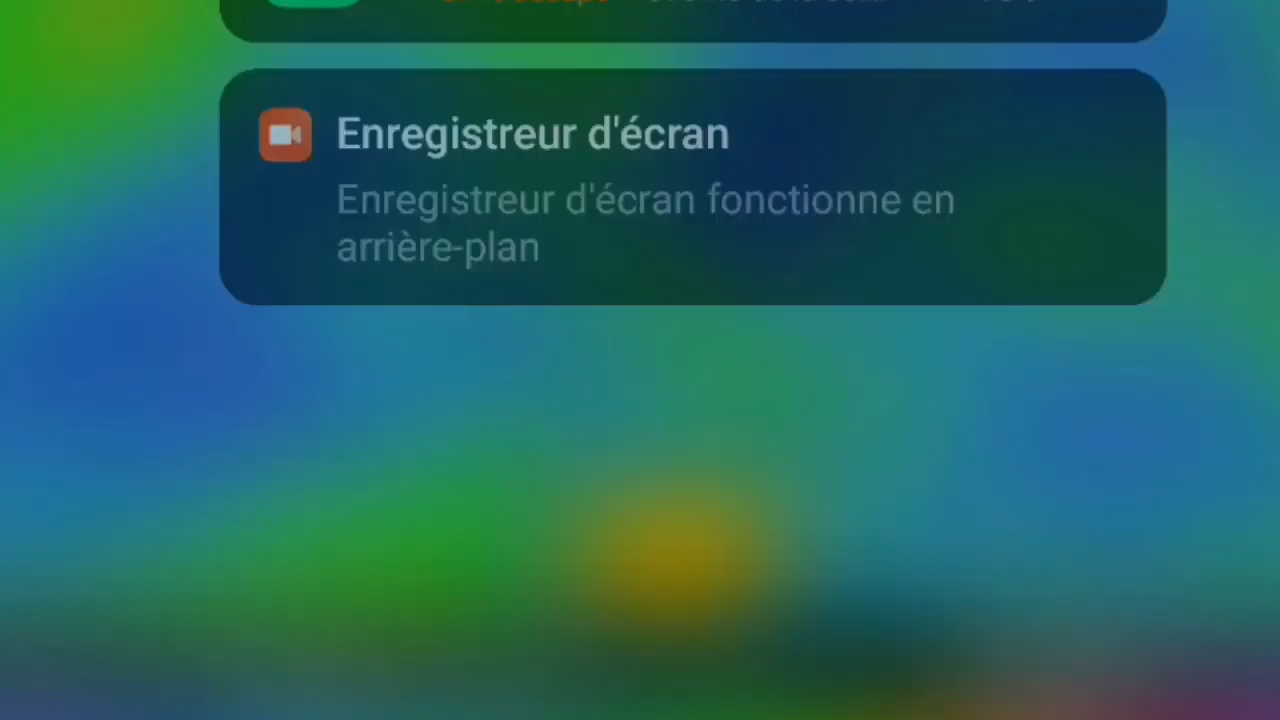 Enregistreur d'écran
Enregistreur d'écran fonctionne en
arrière-plan